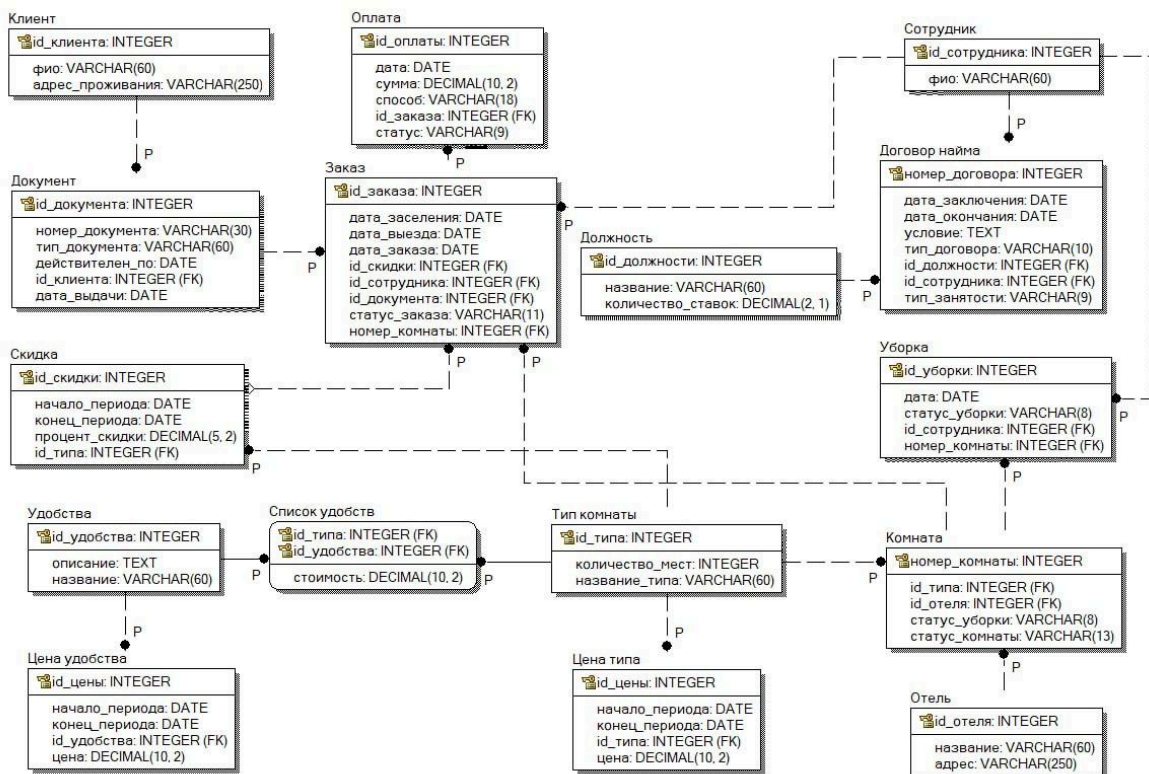 Клиент
id_клиента: INTEGER
фио: VARCHAR(60)
адрес_проживания: VARCHAR(250)
P
Оплата
id_оплаты: INTEGER
дата: DATE
сумма: DECIMAL(10, 2)
способ: VARCHAR(18)
id_заказа: INTEGER (FK)
статус: VARCHAR(9)
P
Сотрудник
id_сотрудника: INTEGER
фио: VARCHAR(60)
P
Документ
id_документа: INTEGER
номер_документа: VARCHAR(30)
тип_документа: VARCHAR(60)
действителен_по: DATE
id_клиента: INTEGER (FK)
дата_выдачи: DATE
P
Заказ
id_заказа: INTEGER
дата_заселения: DATE
дата_выезда: DATE
дата_заказа: DATE
id_скидки: INTEGER (FK)
id_сотрудника: INTEGER (FK)
id_документа: INTEGER (FK)
статус_заказа: VARCHAR(11)
номер_комнаты: INTEGER (FK)
P
P
P
Должность
id_должности: INTEGER
название: VARCHAR(60)
количество_ставок: DECIMAL(2, 1)
P
Договор найма
номер_договора: INTEGER
дата_заключения: DATE
дата_окончания: DATE
условие: TEXT
тип_договора: VARCHAR(10)
id_должности: INTEGER (FK)
id_сотрудника: INTEGER (FK)
тип_занятости: VARCHAR(9)
Скидка
id_скидки: INTEGER
начало_периода: DATE
конец_периода: DATE
процент_скидки: DECIMAL(5, 2)
id_типа: INTEGER (FK)
P
Уборка
id_уборки: INTEGER
дата: DATE
статус_уборки: VARCHAR(8)
id_сотрудника: INTEGER (FK)
номер_комнаты: INTEGER (FK)
P
P
Удобства
id_удобства: INTEGER
описание: TEXT
название: VARCHAR(60)
P
P
Список удобств
id_типа: INTEGER (FK)
id_удобства: INTEGER (FK)
стоимость: DECIMAL(10, 2)
P
Тип комнаты
id_типа: INTEGER
количество_мест: INTEGER
название_типа: VARCHAR(60)
P
P
Комната
номер_комнаты: INTEGER
id_типа: INTEGER (FK)
id_отеля: INTEGER (FK)
статус_уборки: VARCHAR(8)
статус_комнаты: VARCHAR(13)
P
Цена удобства
id_цены: INTEGER
начало_периода: DATE
конец_периода: DATE
id_удобства: INTEGER (FK)
цена: DECIMAL(10, 2)
Цена типа
id_цены: INTEGER
начало_периода: DATE
конец_периода: DATE
id_типа: INTEGER (FK)
цена: DECIMAL(10, 2)
Отель
id_отеля: INTEGER
название: VARCHAR(60)
адрес: VARCHAR(250)